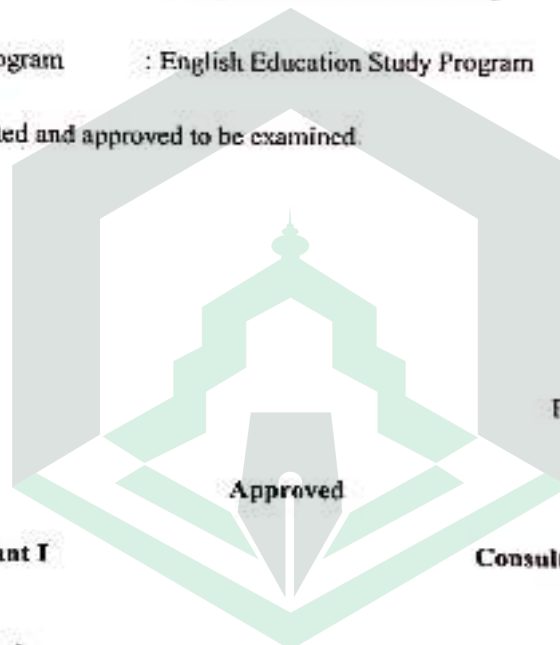 ogram : English Education Study Program
ted and approved to be examined.
Approved
ant I Consult